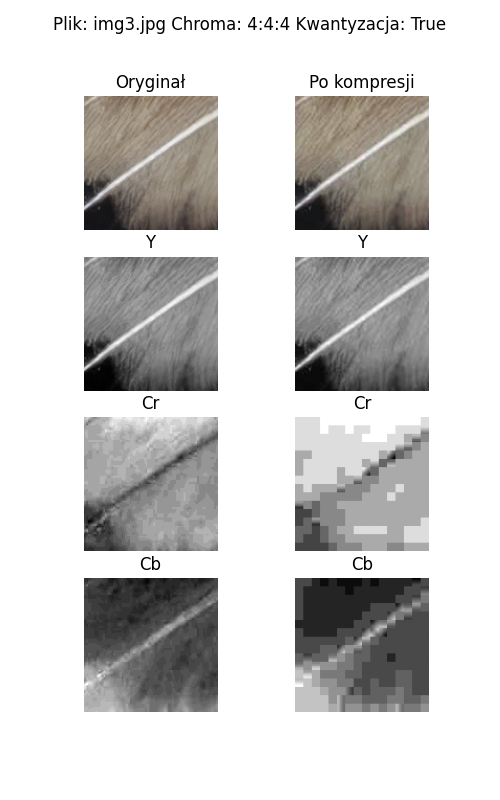 Plik: img3.jpg Chroma: 4:4:4 Kwantyzacja: True
Oryginał Po kompresji
Y Y
Cr Cr
Cb Cb